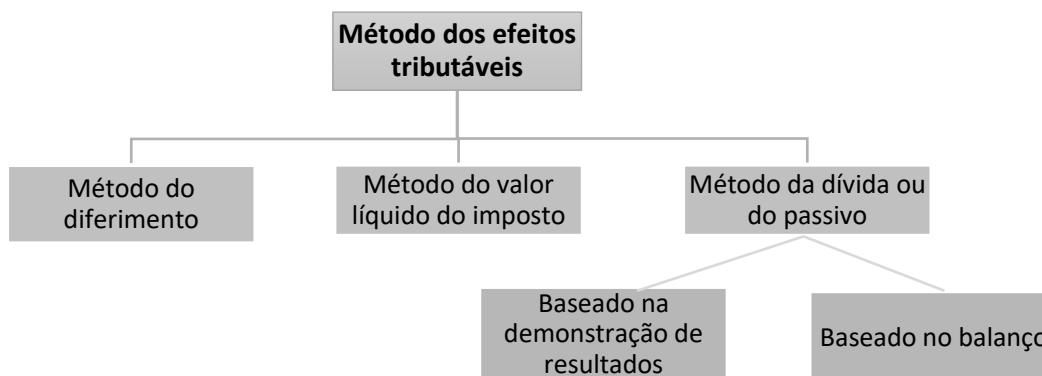 Método dos efeitos
tributáveis
Método do
diferimento
Método do valor
líquido do imposto
Método da dívida ou
do passivo
Baseado na
demonstração de
resultados
Baseado no balanço